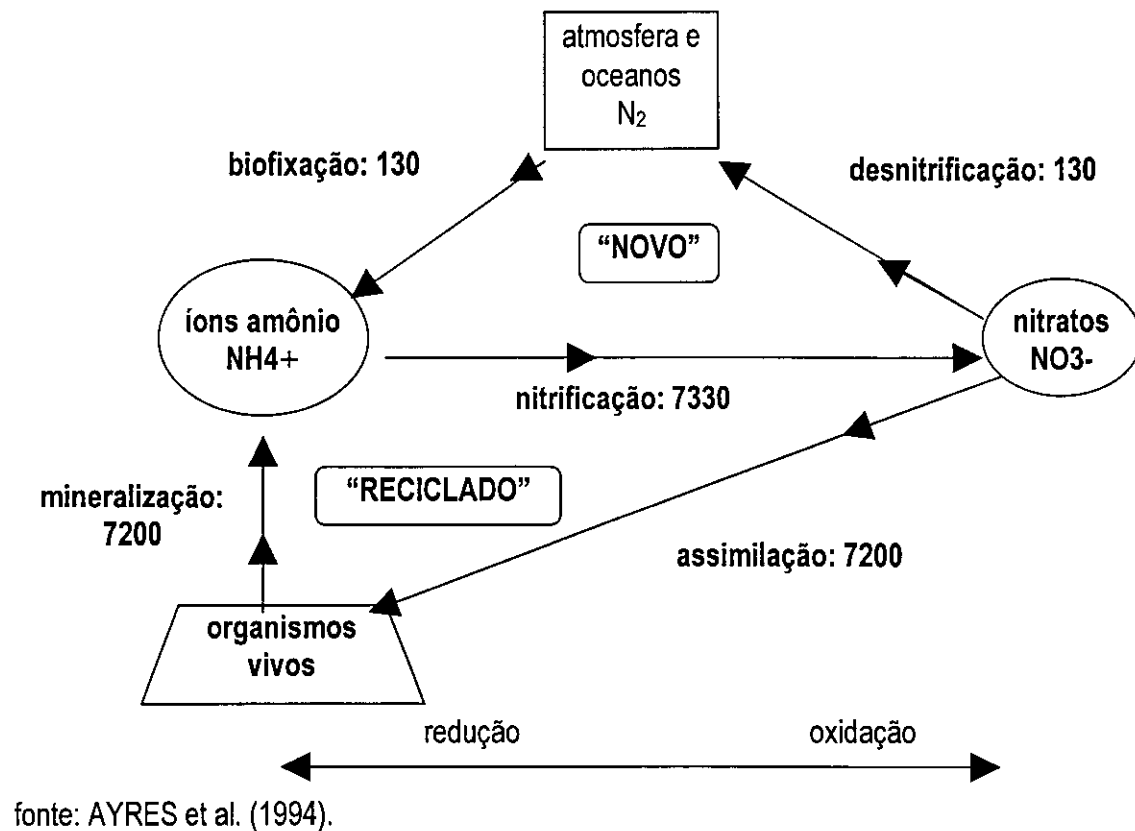 atmosfera e
oceanos
N₂
biofixação: 130
desnitrificação: 130
“NOVO”
íons amônio
NH4+
nitratos
NO3-
nitrificação: 7330
“RECICLADO”
mineralização:
7200
assimilação: 7200
organismos
vivos
redução
oxidação
fonte: AYRES et al. (1994).